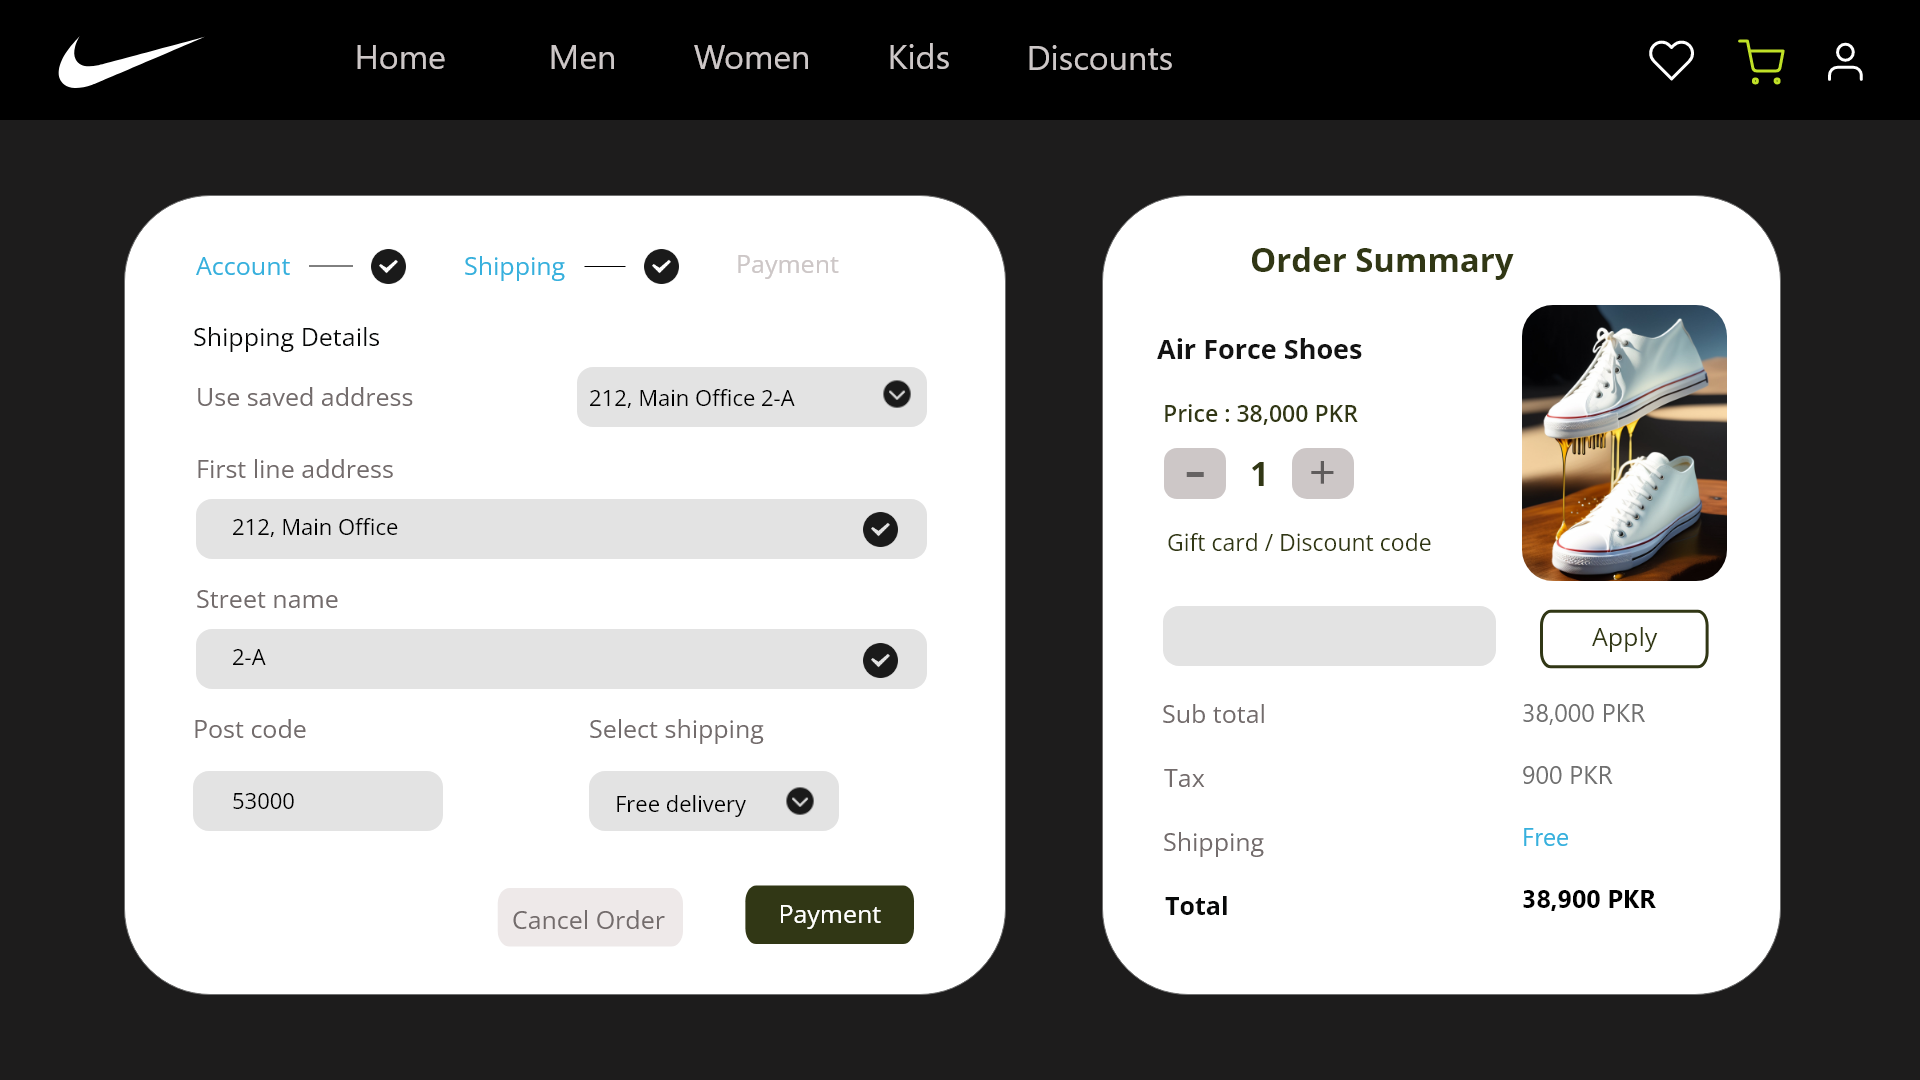 Home Men Women Kids Discounts
Account Shipping Payment
Shipping Details
Use saved address
212, Main Office 2-A
First line address
212, Main Office
Street name
2-A
Post code
Select shipping
53000
Free delivery
Cancel Order
Payment
Order Summary
Air Force Shoes
Price : 38,000 PKR
- 1 +
Gift card / Discount code
Apply
Sub total 38,000 PKR
Tax 900 PKR
Shipping Free
Total 38,900 PKR